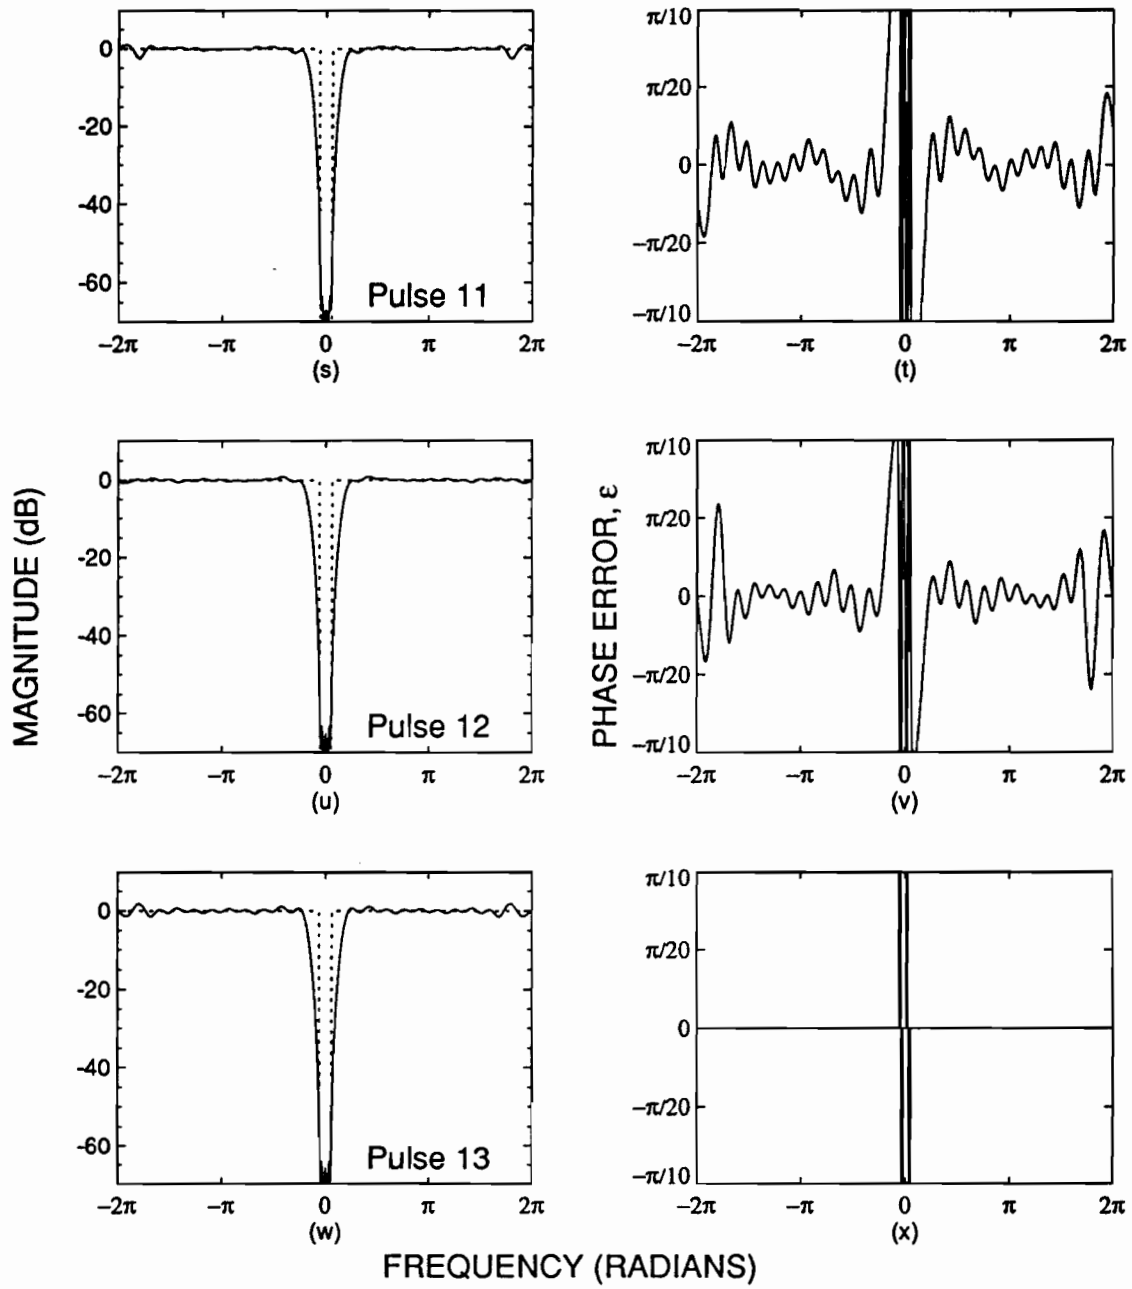 0
-20
-40
-60
Pulse 11
−2π −π 0 π 2π
(s)
π/10
π/20
0
−π/20
−π/10
−2π −π 0 π 2π
(t)
MAGNITUDE (dB)
0
-20
-40
-60
Pulse 12
−2π −π 0 π 2π
(u)
PHASE ERROR, ε
π/10
π/20
0
−π/20
−π/10
−2π −π 0 π 2π
(v)
0
-20
-40
-60
Pulse 13
−2π −π 0 π 2π
(w)
π/10
π/20
0
−π/20
−π/10
−2π −π 0 π 2π
(x)
FREQUENCY (RADIANS)